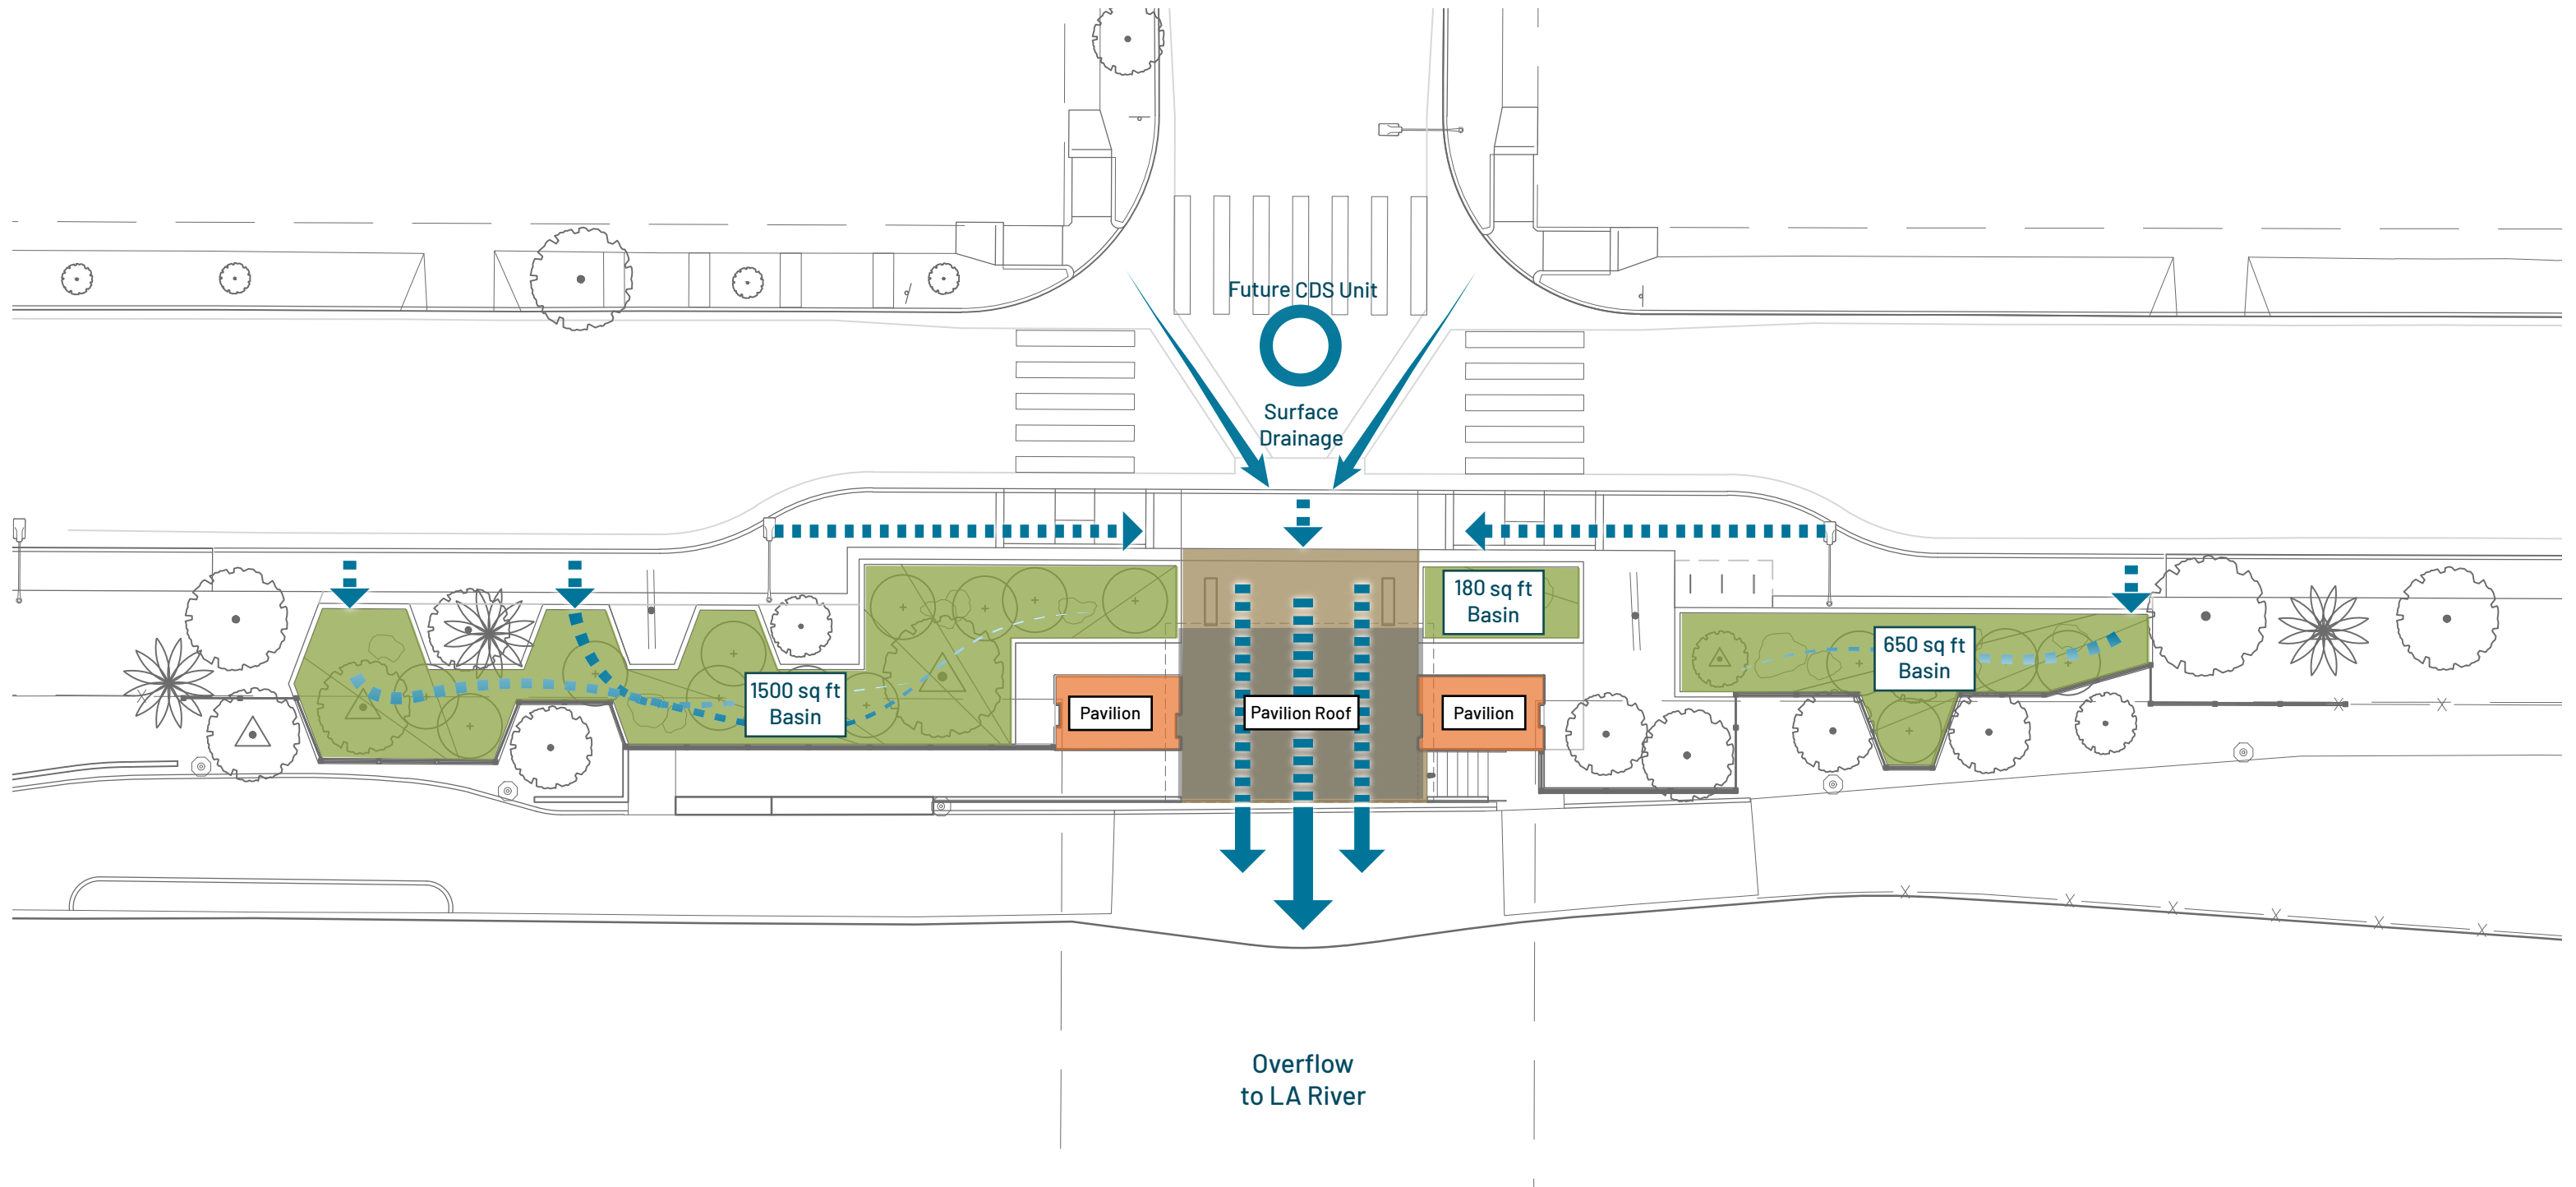 Future CDS Unit
Surface
Drainage
180 sq ft
Basin
650 sq ft
Basin
1500 sq ft
Basin
Pavilion
Pavilion Roof
Pavilion
Overflow
to LA River